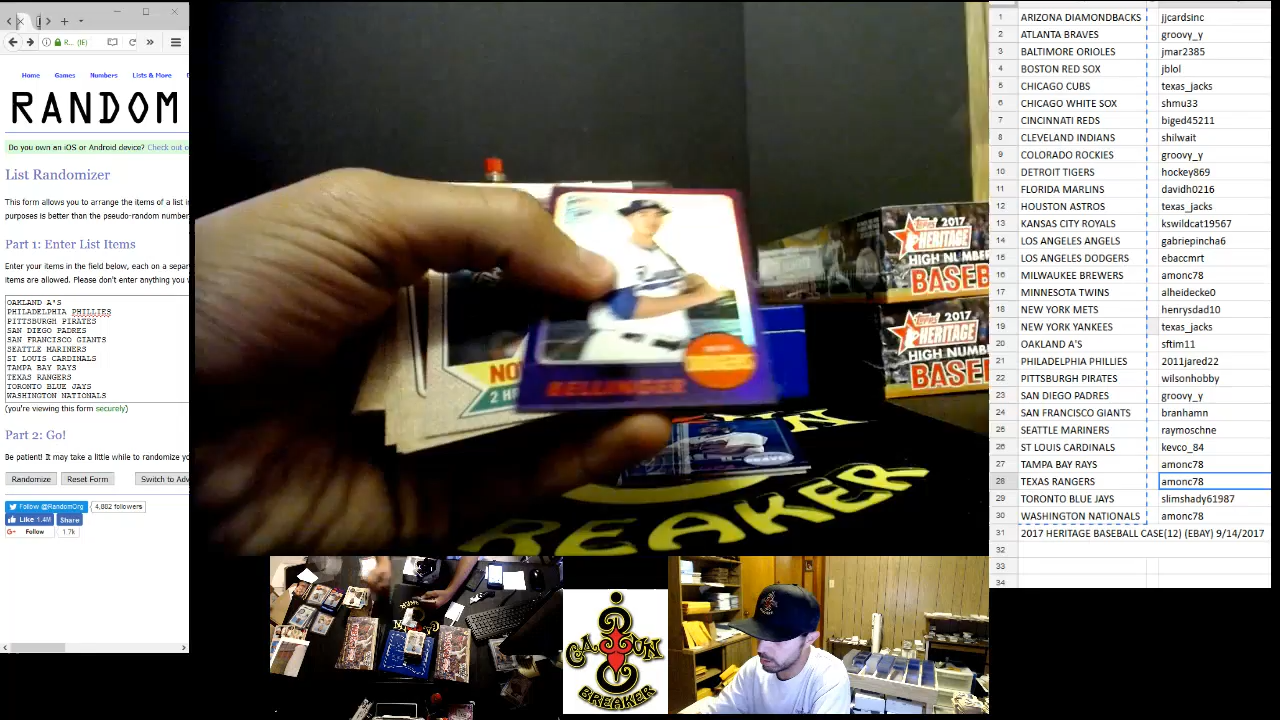 Home Games Numbers Lists & More
RANDOM
Do you own an iOS or Android device? Check out
List Randomizer
This form allows you to arrange the items of a list in
purposes is better than the pseudo-random number
Part 1: Enter List Items
Enter your items in the field below, each on a separ
items are allowed. Please don't enter anything you
OAKLAND A'S
PHILADELPHIA PHILLIES
PITTSBURGH PIRATES
SAN DIEGO PADRES
SAN FRANCISCO GIANTS
SEATTLE MARINERS
ST LOUIS CARDINALS
TAMPA BAY RAYS
TEXAS RANGERS
TORONTO BLUE JAYS
WASHINGTON NATIONALS
(you're viewing this form securely)
Part 2: Go!
Be patient! It may take a little while to randomize yo
Randomize Reset Form Switch to Adv
Follow @RandomOrg 4,882 followers
Like 1.4M Share
G+ Follow 1.7k
NO
2 H
BELLINGER
2017
HERITAGE
HIGH NUMBER
BASEB
2017
HERITAGE
HIGH NUMBE
BASEB
BREAKER
CAJUN
BREAKER
1 ARIZONA DIAMONDBACKS jjcardsinc
2 ATLANTA BRAVES groovy_y
3 BALTIMORE ORIOLES jmar2385
4 BOSTON RED SOX jblol
5 CHICAGO CUBS texas_jacks
6 CHICAGO WHITE SOX shmu33
7 CINCINNATI REDS biged45211
8 CLEVELAND INDIANS shilwait
9 COLORADO ROCKIES groovy_y
10 DETROIT TIGERS hockey869
11 FLORIDA MARLINS davidh0216
12 HOUSTON ASTROS texas_jacks
13 KANSAS CITY ROYALS kswildcat19567
14 LOS ANGELES ANGELS gabriepincha6
15 LOS ANGELES DODGERS ebaccmrt
16 MILWAUKEE BREWERS amonc78
17 MINNESOTA TWINS alheidecke0
18 NEW YORK METS henrysdad10
19 NEW YORK YANKEES texas_jacks
20 OAKLAND A'S sftim11
21 PHILADELPHIA PHILLIES 2011jared22
22 PITTSBURGH PIRATES wilsonhobby
23 SAN DIEGO PADRES groovy_y
24 SAN FRANCISCO GIANTS branhamn
25 SEATTLE MARINERS raymoschne
26 ST LOUIS CARDINALS kevco_84
27 TAMPA BAY RAYS amonc78
28 TEXAS RANGERS amonc78
29 TORONTO BLUE JAYS slimshady61987
30 WASHINGTON NATIONALS amonc78
31 2017 HERITAGE BASEBALL CASE(12) (EBAY) 9/14/2017
32
33
34